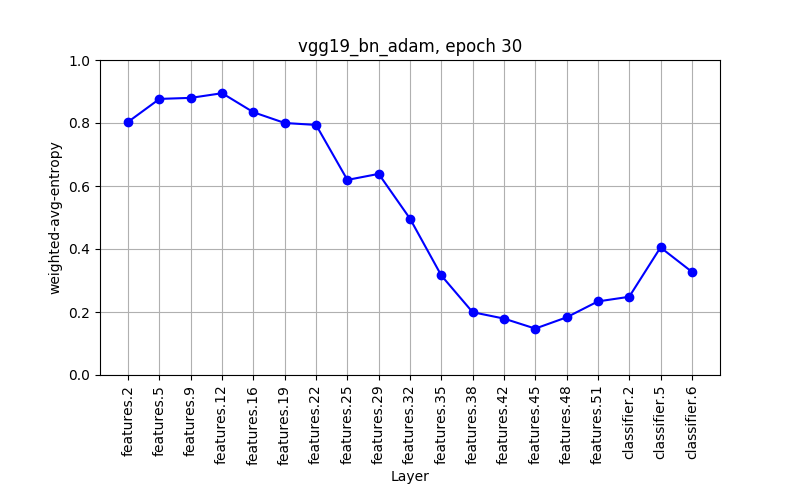 vgg19_bn_adam, epoch 30
1.0
0.8
0.6
0.4
0.2
0.0
weighted-avg-entropy
features.2
features.5
features.9
features.12
features.16
features.19
features.22
features.25
features.29
features.32
features.35
features.38
features.42
features.45
features.48
features.51
classifier.2
classifier.5
classifier.6
Layer